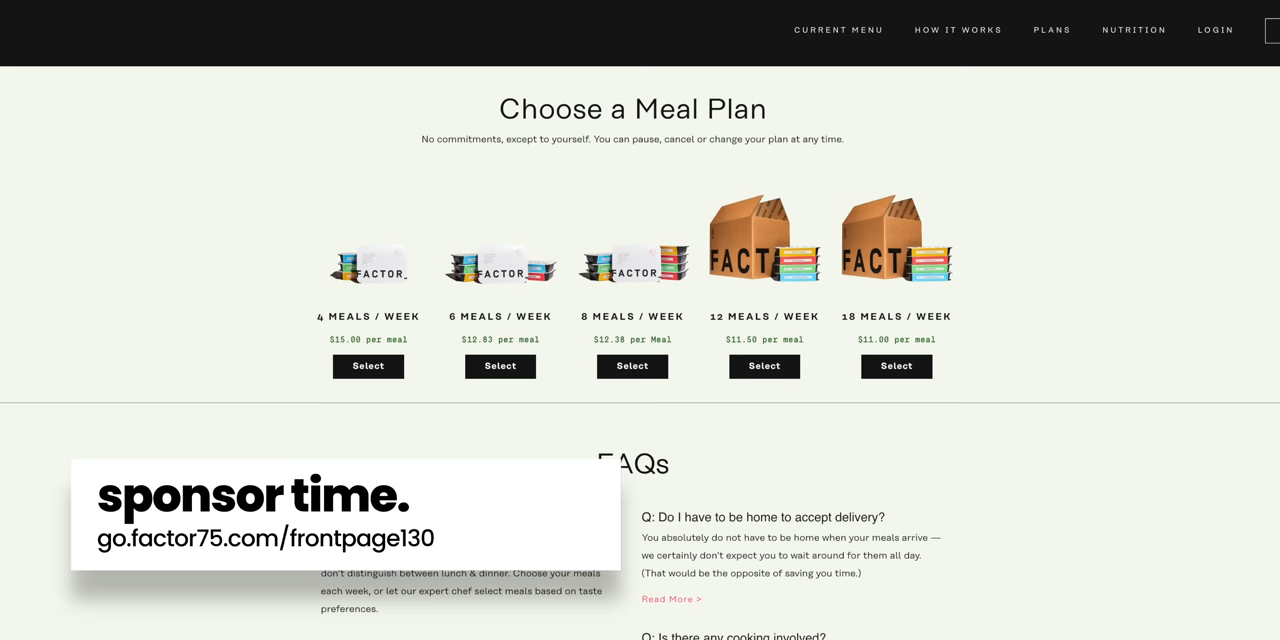 CURRENT MENU HOW IT WORKS PLANS NUTRITION LOGIN
Choose a Meal Plan
No commitments, except to yourself. You can pause, cancel or change your plan at any time.
FACTOR_ FACTOR FACTOR FACT FACT
4 MEALS / WEEK 6 MEALS / WEEK 8 MEALS / WEEK 12 MEALS / WEEK 18 MEALS / WEEK
$15.00 per meal $12.83 per meal $12.38 per Meal $11.50 per meal $11.00 per meal
Select Select Select Select Select
FAQs
sponsor time.
go.factor75.com/frontpage130
don't distinguish between lunch & dinner. Choose your meals
each week, or let our expert chef select meals based on taste
preferences.
Q: Do I have to be home to accept delivery?
You absolutely do not have to be home when your meals arrive —
we certainly don't expect you to wait around for them all day.
(That would be the opposite of saving you time.)
Read More >
Q: Is there any cooking involved?